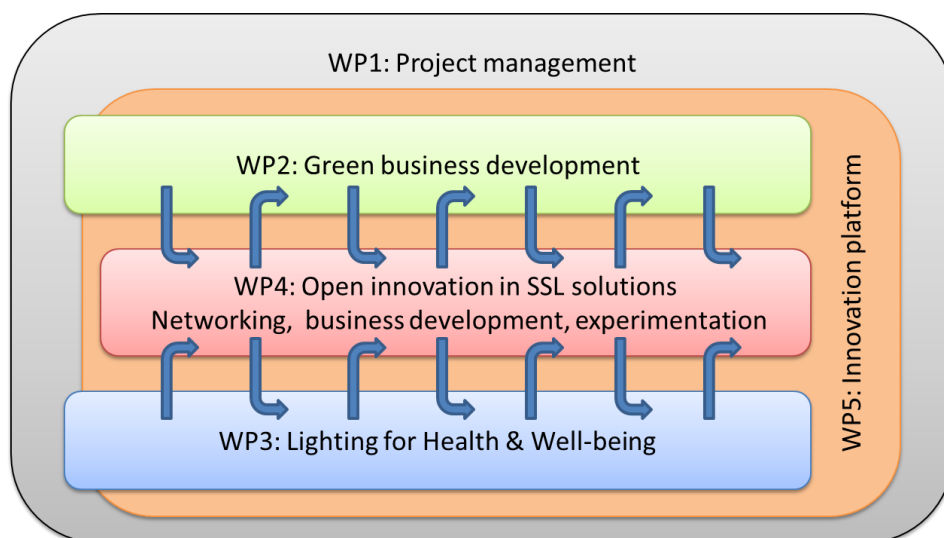 WP1: Project management
WP2: Green business development
WP4: Open innovation in SSL solutions
Networking, business development, experimentation
WP3: Lighting for Health & Well-being
WP5: Innovation platform